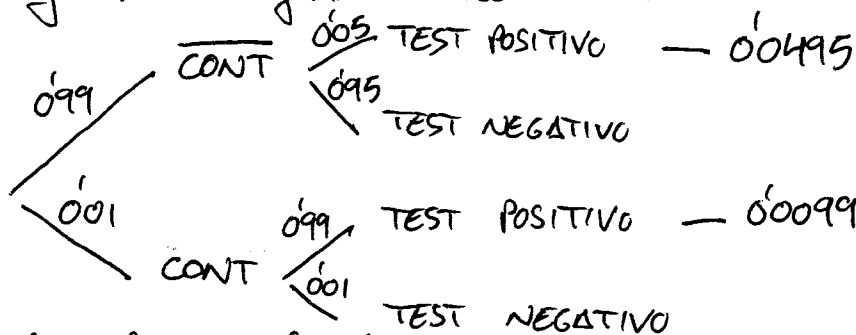 0'05 TEST POSITIVO — 0'0495
CONT
0'99
0'95
TEST NEGATIVO
0'01
0'99 TEST POSITIVO — 0'0099
CONT
0'01
TEST NEGATIVO